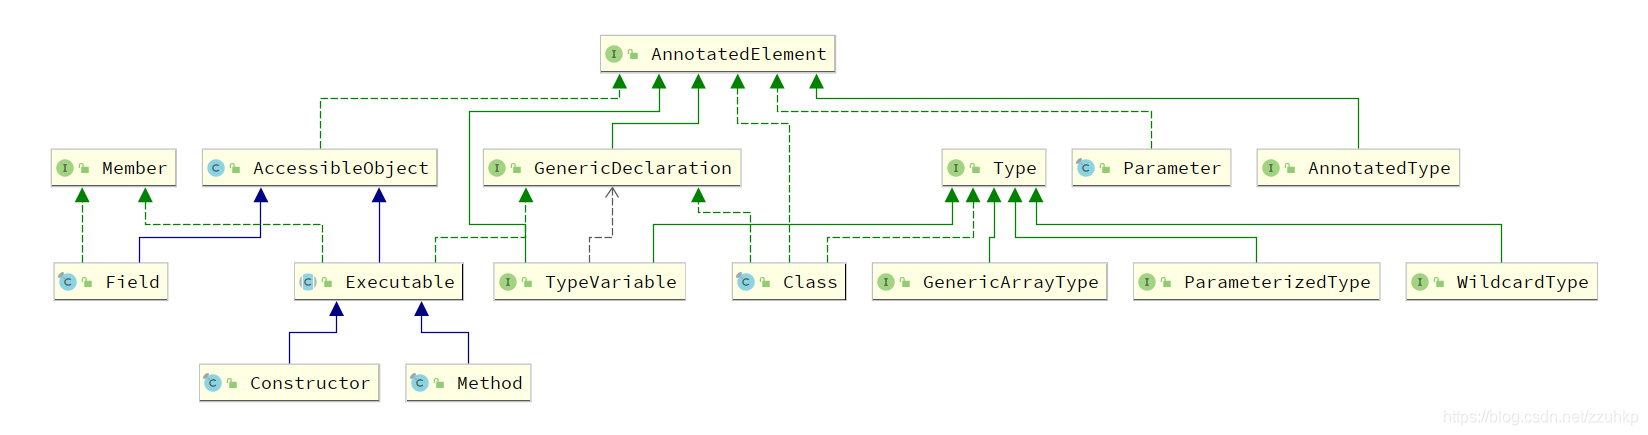 AnnotatedElement
Member
AccessibleObject
GenericDeclaration
Type
Parameter
AnnotatedType
Field
Executable
TypeVariable
Class
GenericArrayType
ParameterizedType
WildcardType
Constructor
Method
https://blog.csdn.net/zzuhkp